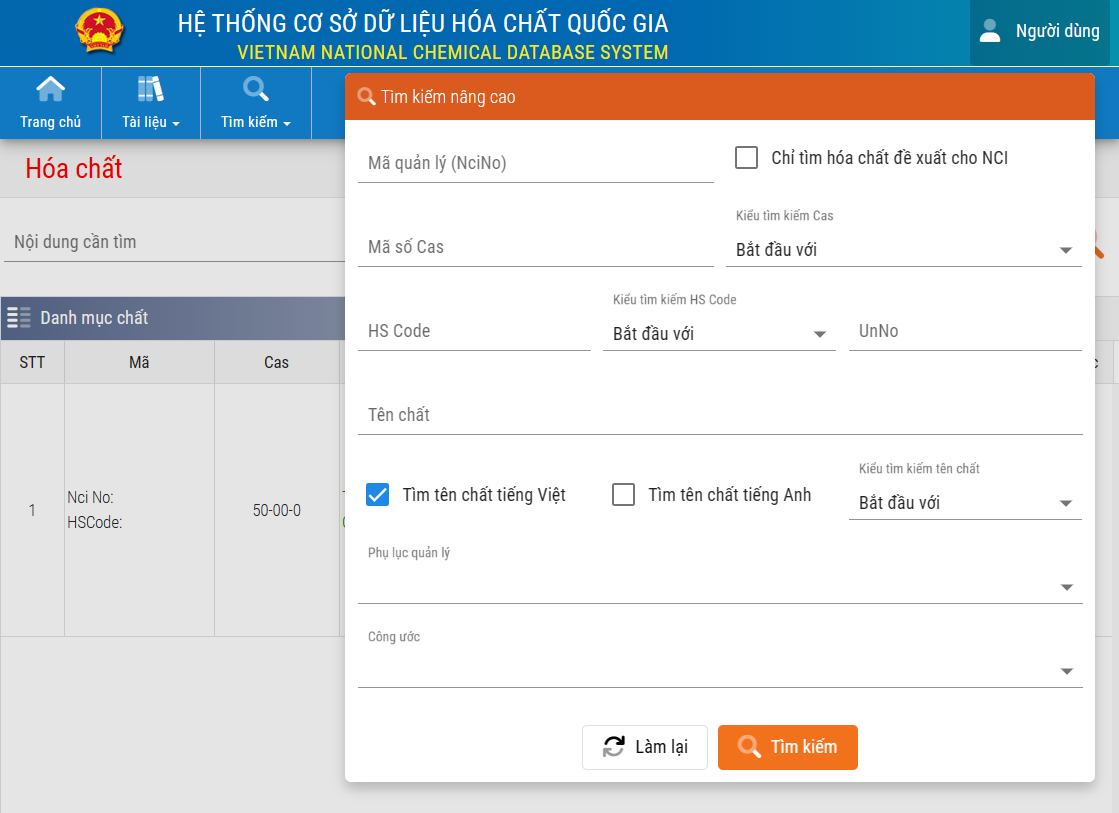 HỆ THỐNG CƠ SỞ DỮ LIỆU HÓA CHẤT QUỐC GIA
VIETNAM NATIONAL CHEMICAL DATABASE SYSTEM
Người dùng
Trang chủ
Tài liệu
Tìm kiếm
Tìm kiếm nâng cao
Hóa chất
Mã quản lý (NciNo)
Chỉ tìm hóa chất đề xuất cho NCI
Nội dung cần tìm
Mã số Cas
Kiểu tìm kiếm Cas
Bắt đầu với
Danh mục chất
HS Code
Kiểu tìm kiếm HS Code
Bắt đầu với
UnNo
STT
Mã
Cas
Tên chất
1
Nci No:
HSCode:
50-00-0
Tìm tên chất tiếng Việt
Tìm tên chất tiếng Anh
Kiểu tìm kiếm tên chất
Bắt đầu với
Phụ lục quản lý
Công ước
Làm lại
Tìm kiếm